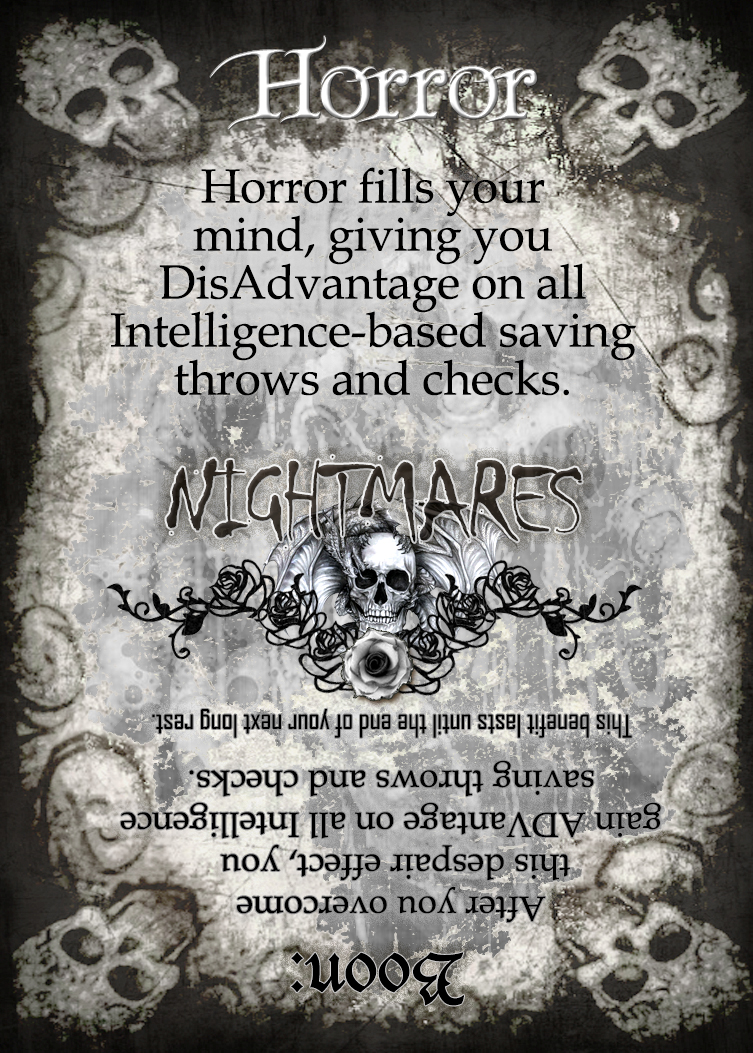 Horror
Horror fills your
mind, giving you
DisAdvantage on all
Intelligence-based saving
throws and checks.
NIGHTMARES
Boon:
After you overcome
this despair effect, you
gain ADVantage on all Intelligence
saving throws and checks.
This benefit lasts until the end of your next long rest.